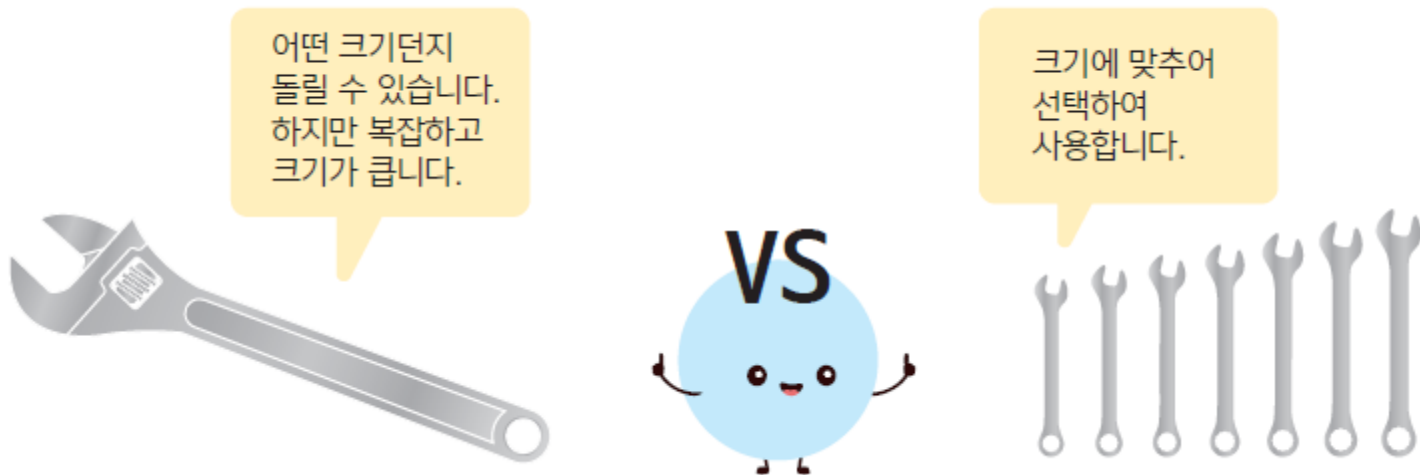 어떤 크기던지
돌릴 수 있습니다.
하지만 복잡하고
크기가 큽니다.
크기에 맞추어
선택하여
사용합니다.
VS